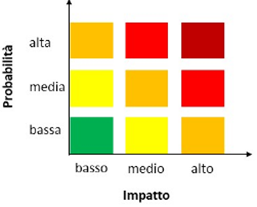 Probabilità
alta
media
bassa
basso medio alto
Impatto